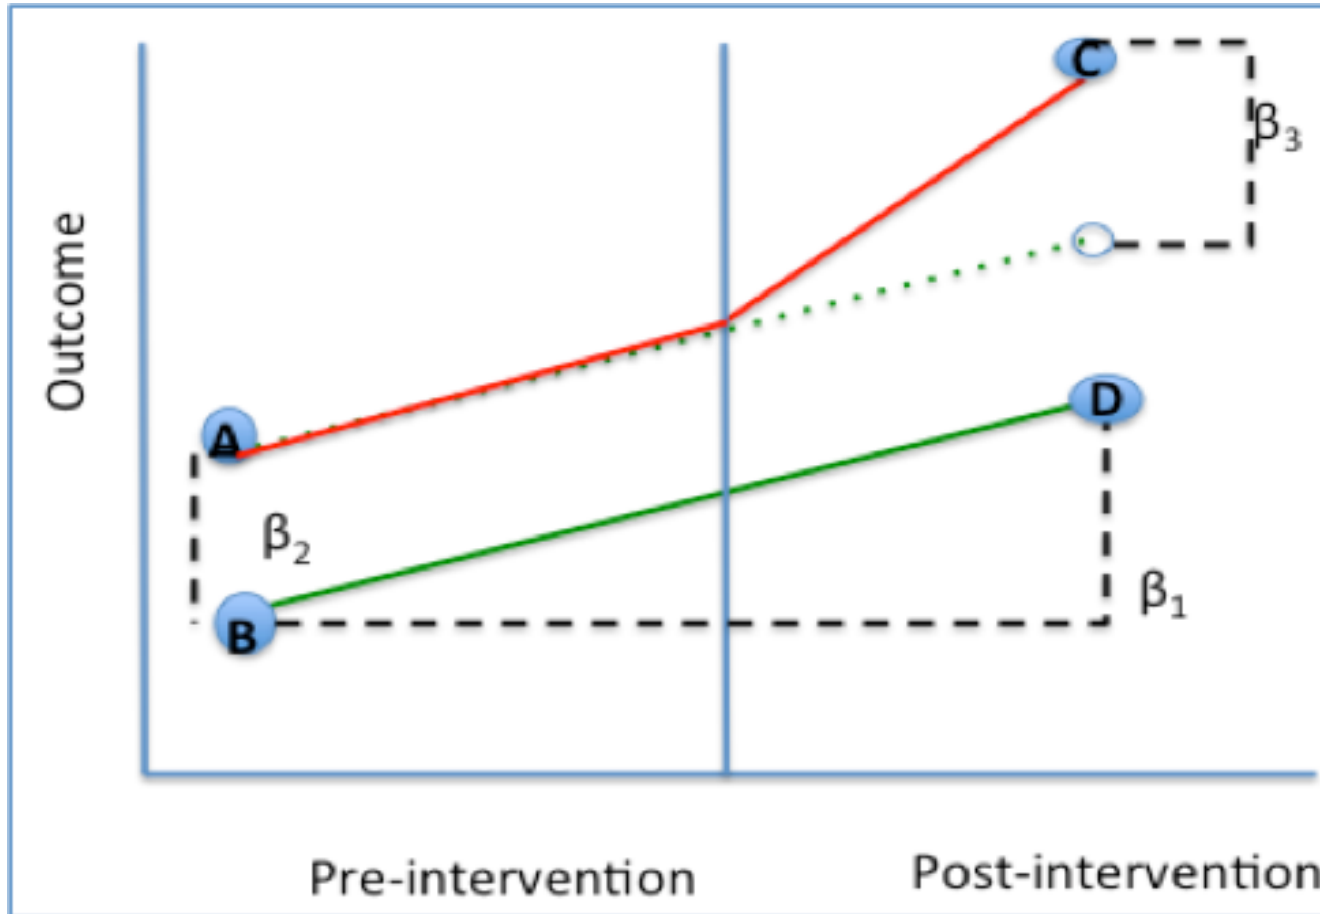 Outcome
C
β3
A
D
β2
β1
B
Pre-intervention
Post-intervention